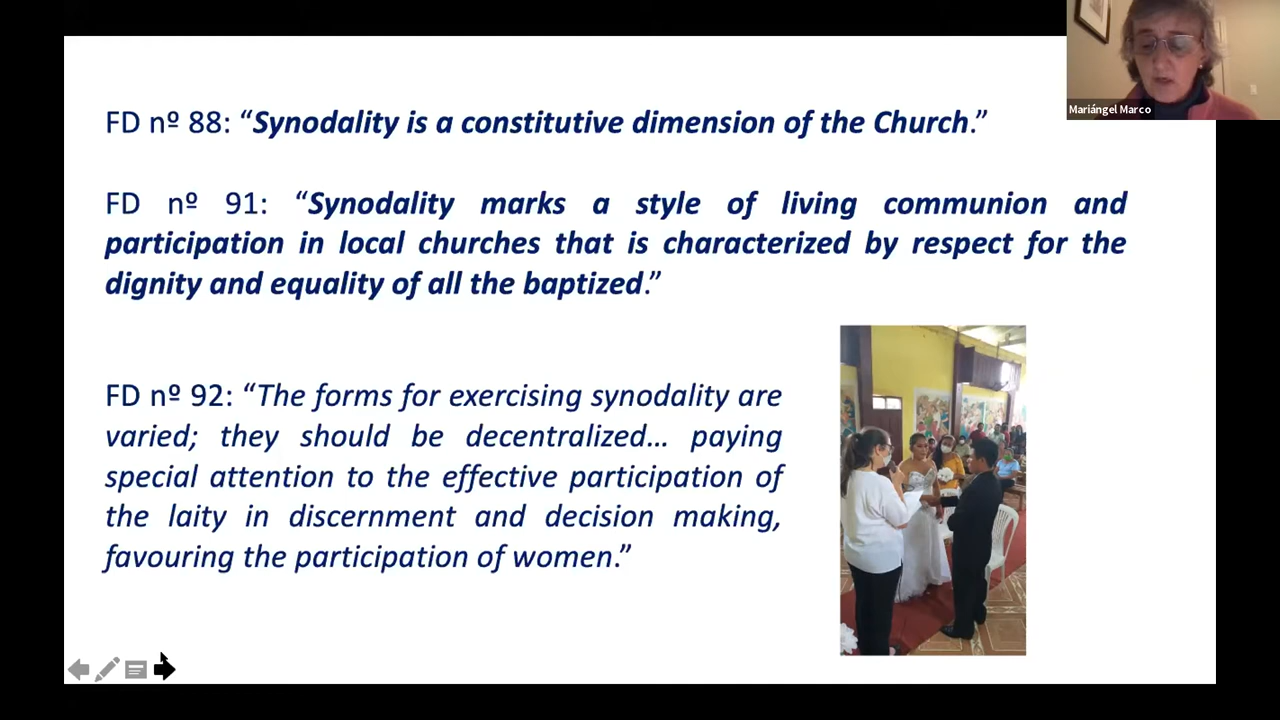 FD nº 88: “Synodality is a constitutive dimension of the Church.”
FD nº 91: “Synodality marks a style of living communion and
participation in local churches that is characterized by respect for the
dignity and equality of all the baptized.”
FD nº 92: “The forms for exercising synodality are
varied; they should be decentralized… paying
special attention to the effective participation of
the laity in discernment and decision making,
favouring the participation of women.”
Mariángel Marco